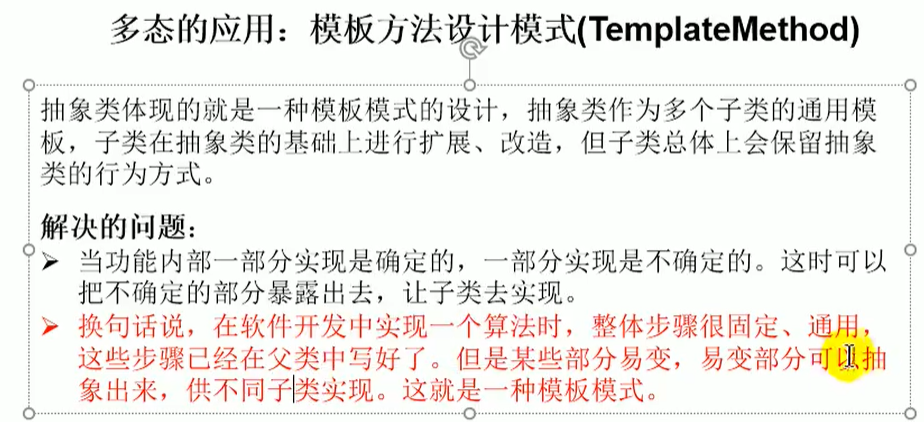 多态的应用：模板方法设计模式(TemplateMethod)
抽象类体现的就是一种模板模式的设计，抽象类作为多个子类的通用模
板，子类在抽象类的基础上进行扩展、改造，但子类总体上会保留抽象
类的行为方式。
解决的问题：
➤ 当功能内部一部分实现是确定的，一部分实现是不确定的。这时可以
把不确定的部分暴露出去，让子类去实现。
➤ 换句话说，在软件开发中实现一个算法时，整体步骤很固定、通用，
这些步骤已经在父类中写好了。但是某些部分易变，易变部分可以抽
象出来，供不同子类实现。这就是一种模板模式。